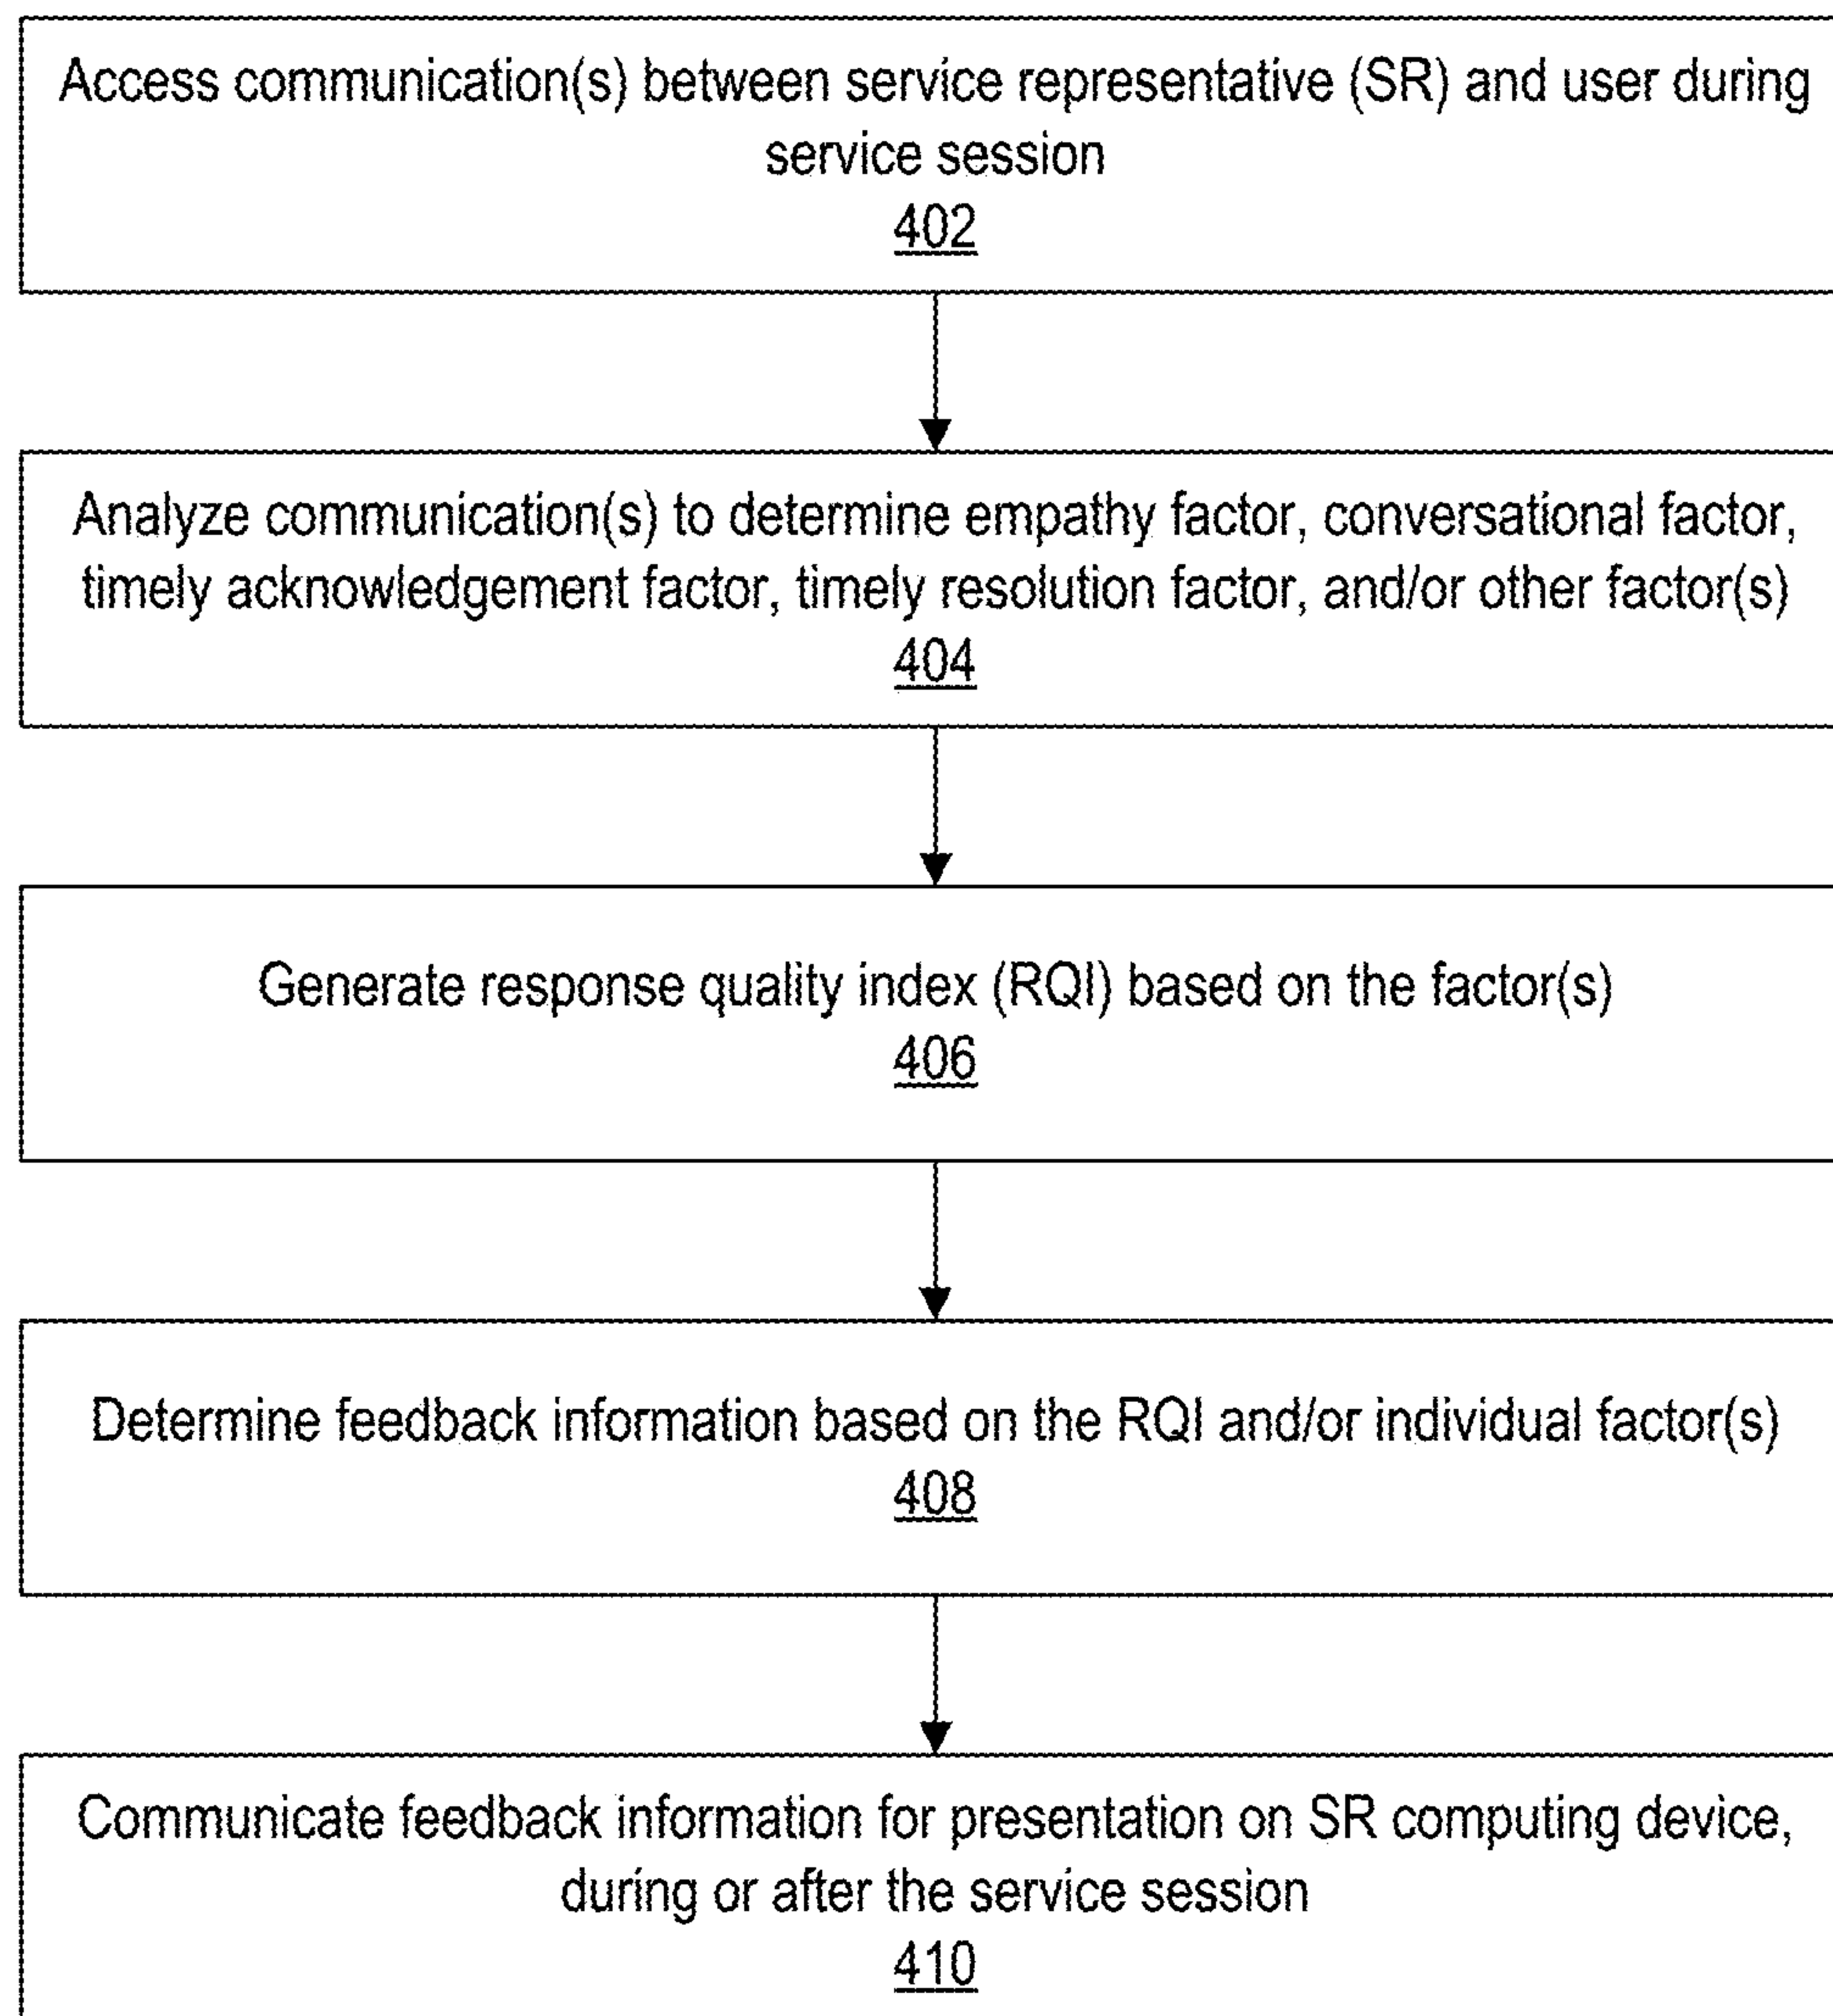 Access communication(s) between service representative (SR) and user during
service session
402
Analyze communication(s) to determine empathy factor, conversational factor,
timely acknowledgement factor, timely resolution factor, and/or other factor(s)
404
Generate response quality index (RQI) based on the factor(s)
406
Determine feedback information based on the RQI and/or individual factor(s)
408
Communicate feedback information for presentation on SR computing device,
during or after the service session
410